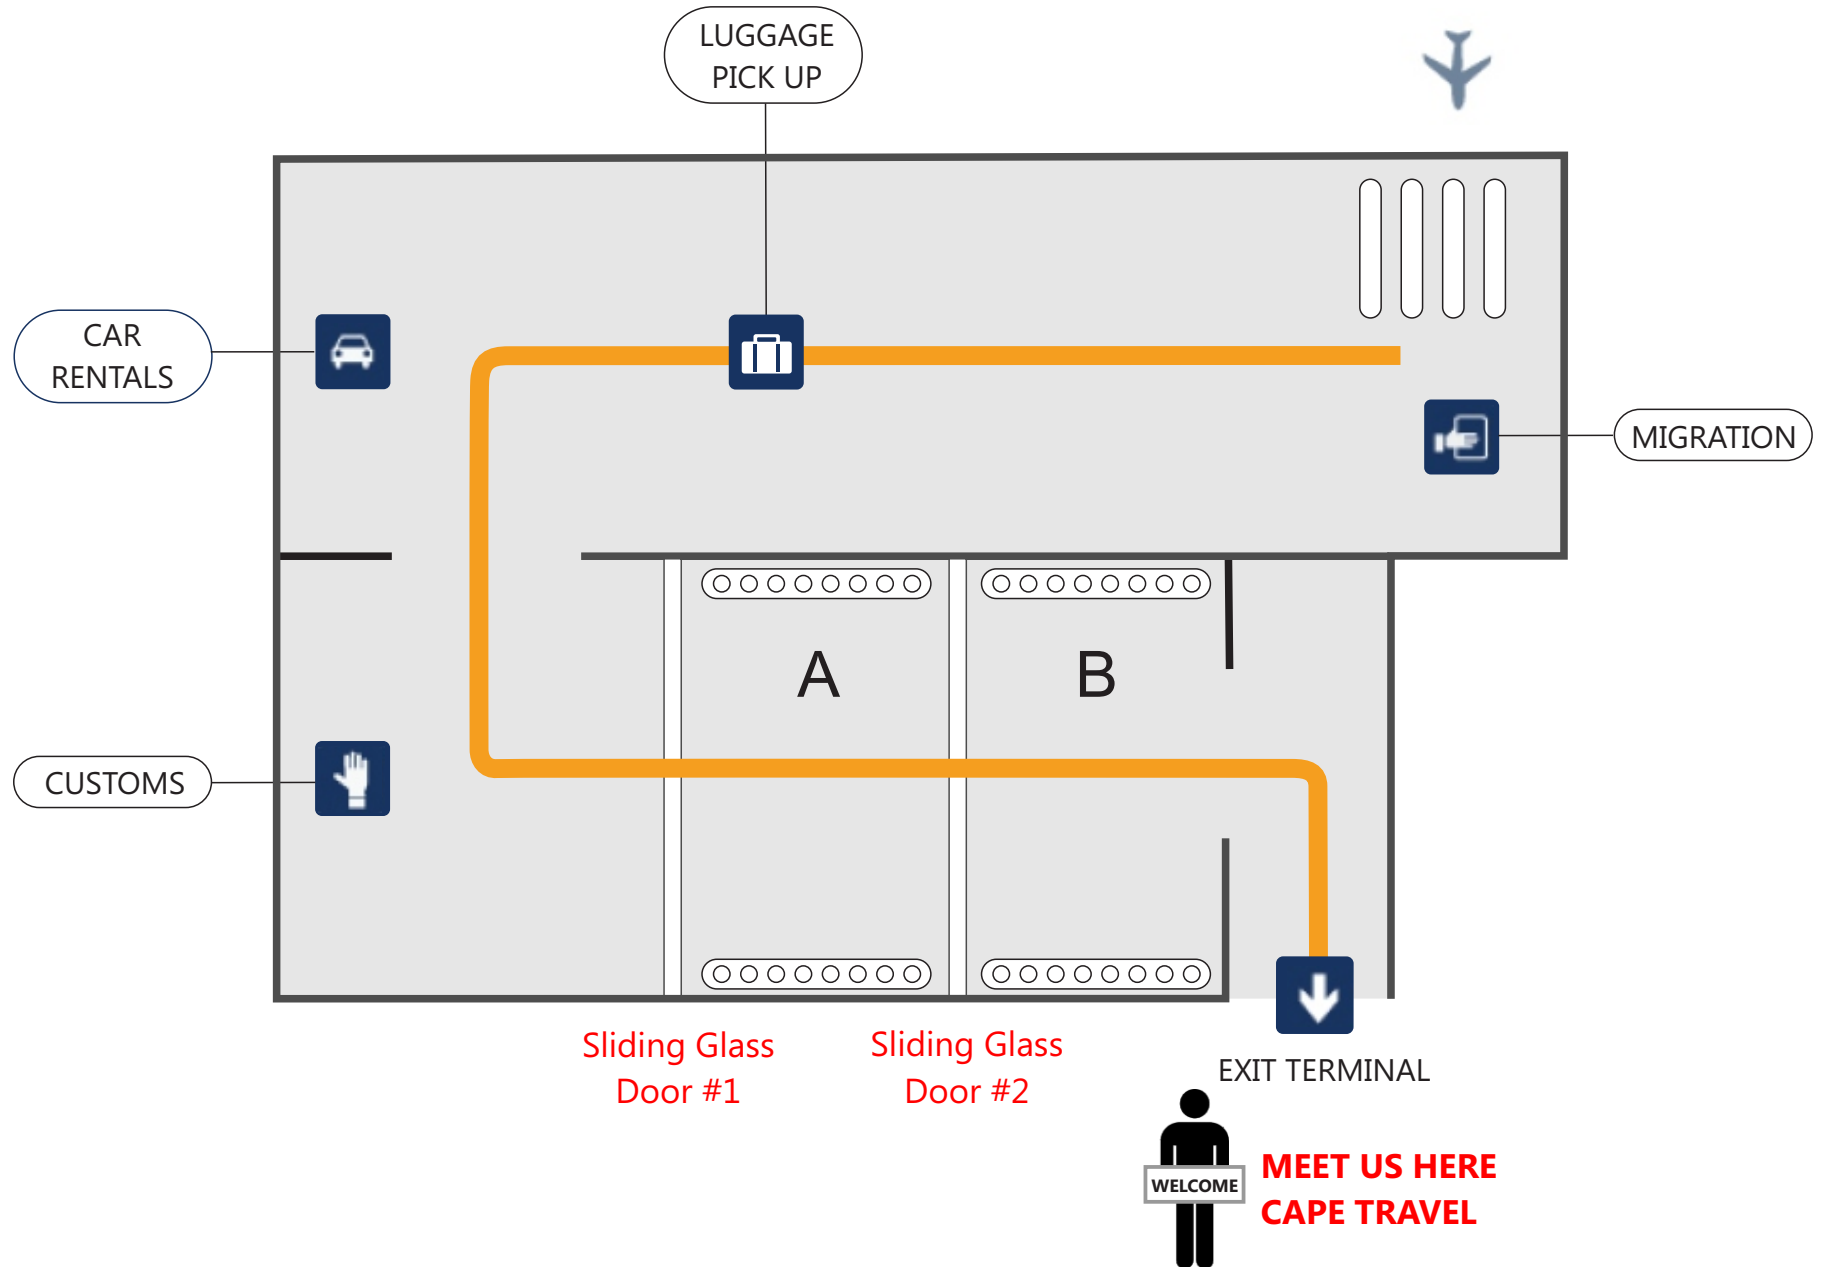 LUGGAGE
PICK UP
CAR
RENTALS
MIGRATION
A
B
CUSTOMS
Sliding Glass
Door #1
Sliding Glass
Door #2
EXIT TERMINAL
WELCOME
MEET US HERE
CAPE TRAVEL